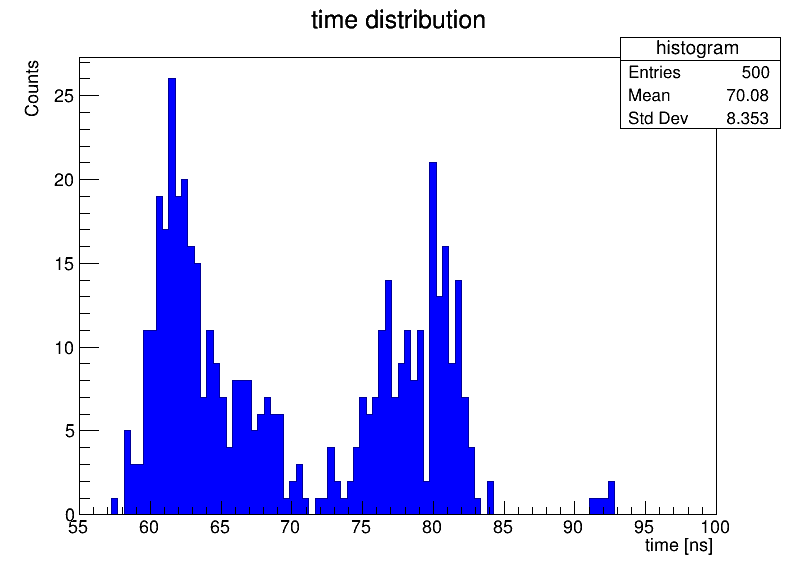 time distribution
histogram
Entries 500
Mean 70.08
Std Dev 8.353
Counts
25
20
15
10
5
0
55 60 65 70 75 80 85 90 95 100
time [ns]